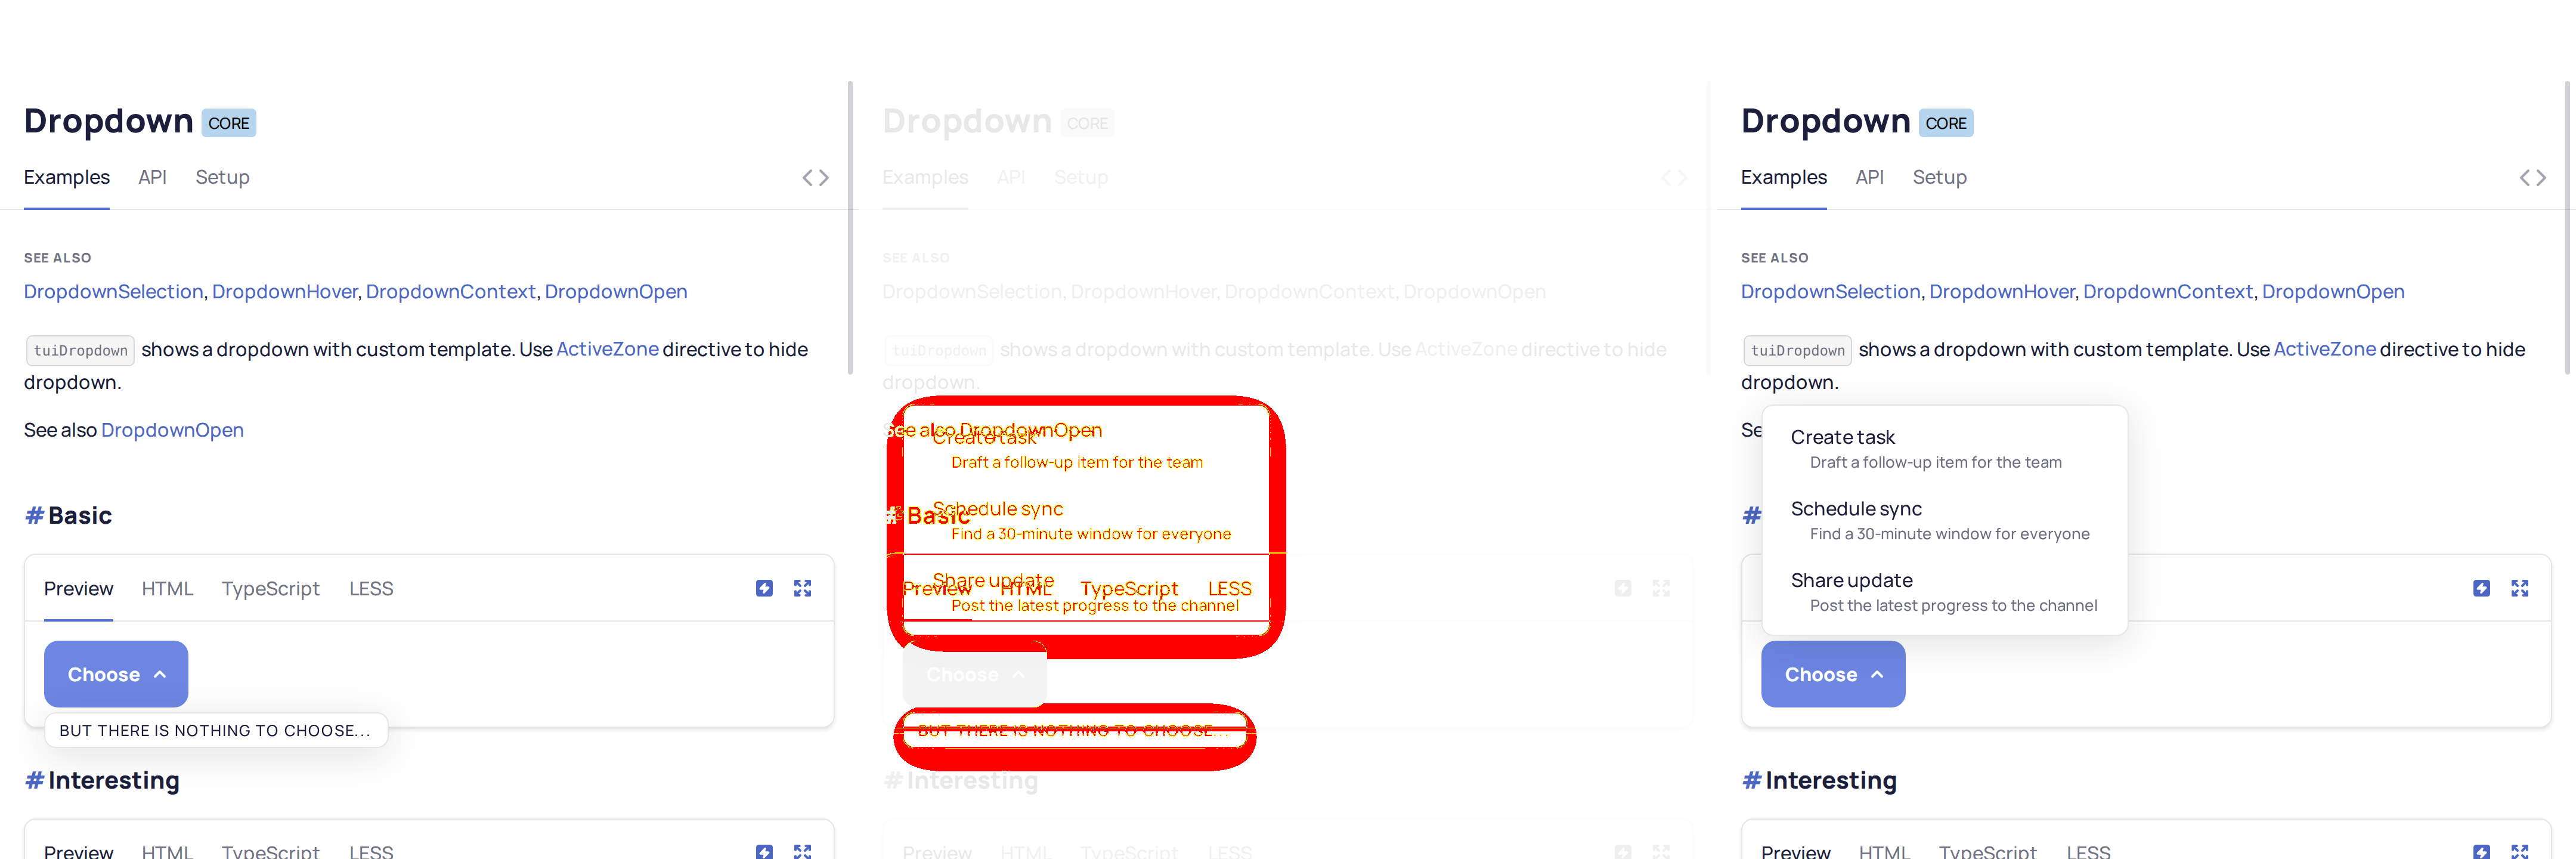 Dropdown CORE
Examples API Setup
SEE ALSO
DropdownSelection, DropdownHover, DropdownContext, DropdownOpen
tuiDropdown shows a dropdown with custom template. Use ActiveZone directive to hide
dropdown.
See also DropdownOpen
# Basic
Preview HTML TypeScript LESS
Choose
BUT THERE IS NOTHING TO CHOOSE...
# Interesting
Preview HTML TypeScript LESS
Dropdown CORE
Examples API Setup
SEE ALSO
DropdownSelection, DropdownHover, DropdownContext, DropdownOpen
tuiDropdown shows a dropdown with custom template. Use ActiveZone directive to hide
dropdown.
See also DropdownOpen
Create task
Draft a follow-up item for the team
Schedule sync
# Basic
Find a 30-minute window for everyone
Share update
Preview HTML TypeScript LESS
Post the latest progress to the channel
Choose
BUT THERE IS NOTHING TO CHOOSE...
# Interesting
Preview HTML TypeScript LESS
Dropdown CORE
Examples API Setup
SEE ALSO
DropdownSelection, DropdownHover, DropdownContext, DropdownOpen
tuiDropdown shows a dropdown with custom template. Use ActiveZone directive to hide
dropdown.
Se
Create task
Draft a follow-up item for the team
Schedule sync
#
Find a 30-minute window for everyone
Share update
Post the latest progress to the channel
Choose
# Interesting
Preview HTML TypeScript LESS